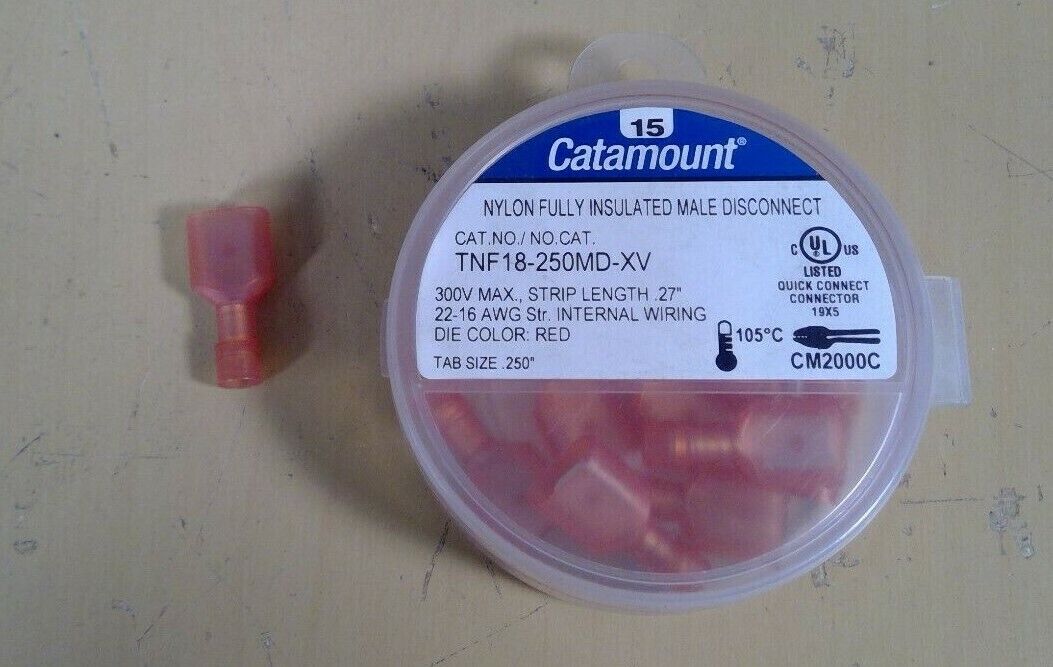 15
Catamount®
NYLON FULLY INSULATED MALE DISCONNECT
CAT.NO./ NO.CAT.
TNF18-250MD-XV
300V MAX., STRIP LENGTH .27"
22-16 AWG Str. INTERNAL WIRING
DIE COLOR: RED
TAB SIZE .250"
C UL® US
LISTED
QUICK CONNECT
CONNECTOR
19X5
105°C
CM2000C